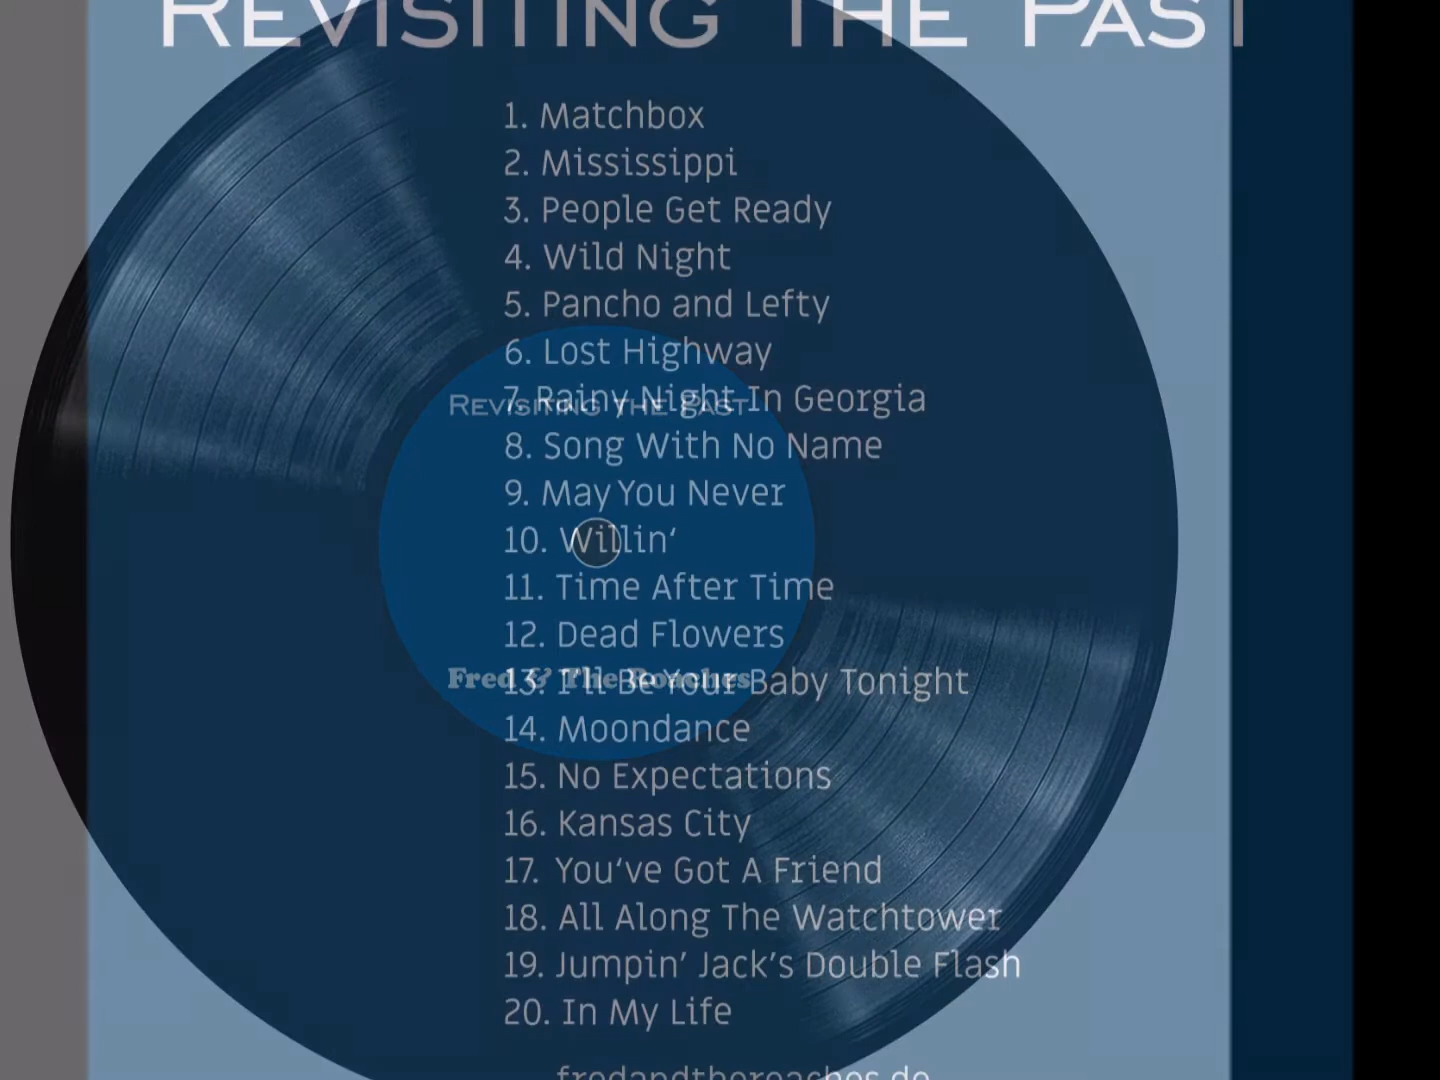 REVISITING THE PAST
1. Matchbox
2. Mississippi
3. People Get Ready
4. Wild Night
5. Pancho and Lefty
6. Lost Highway
7. Rainy Night In Georgia
REVISITING THE PAST
8. Song With No Name
9. May You Never
10. Willin‘
11. Time After Time
12. Dead Flowers
13. I'll Be Your Baby Tonight
Fred & The Roaches
14. Moondance
15. No Expectations
16. Kansas City
17. You‘ve Got A Friend
18. All Along The Watchtower
19. Jumpin’ Jack’s Double Flash
20. In My Life
fredandtheroaches.de